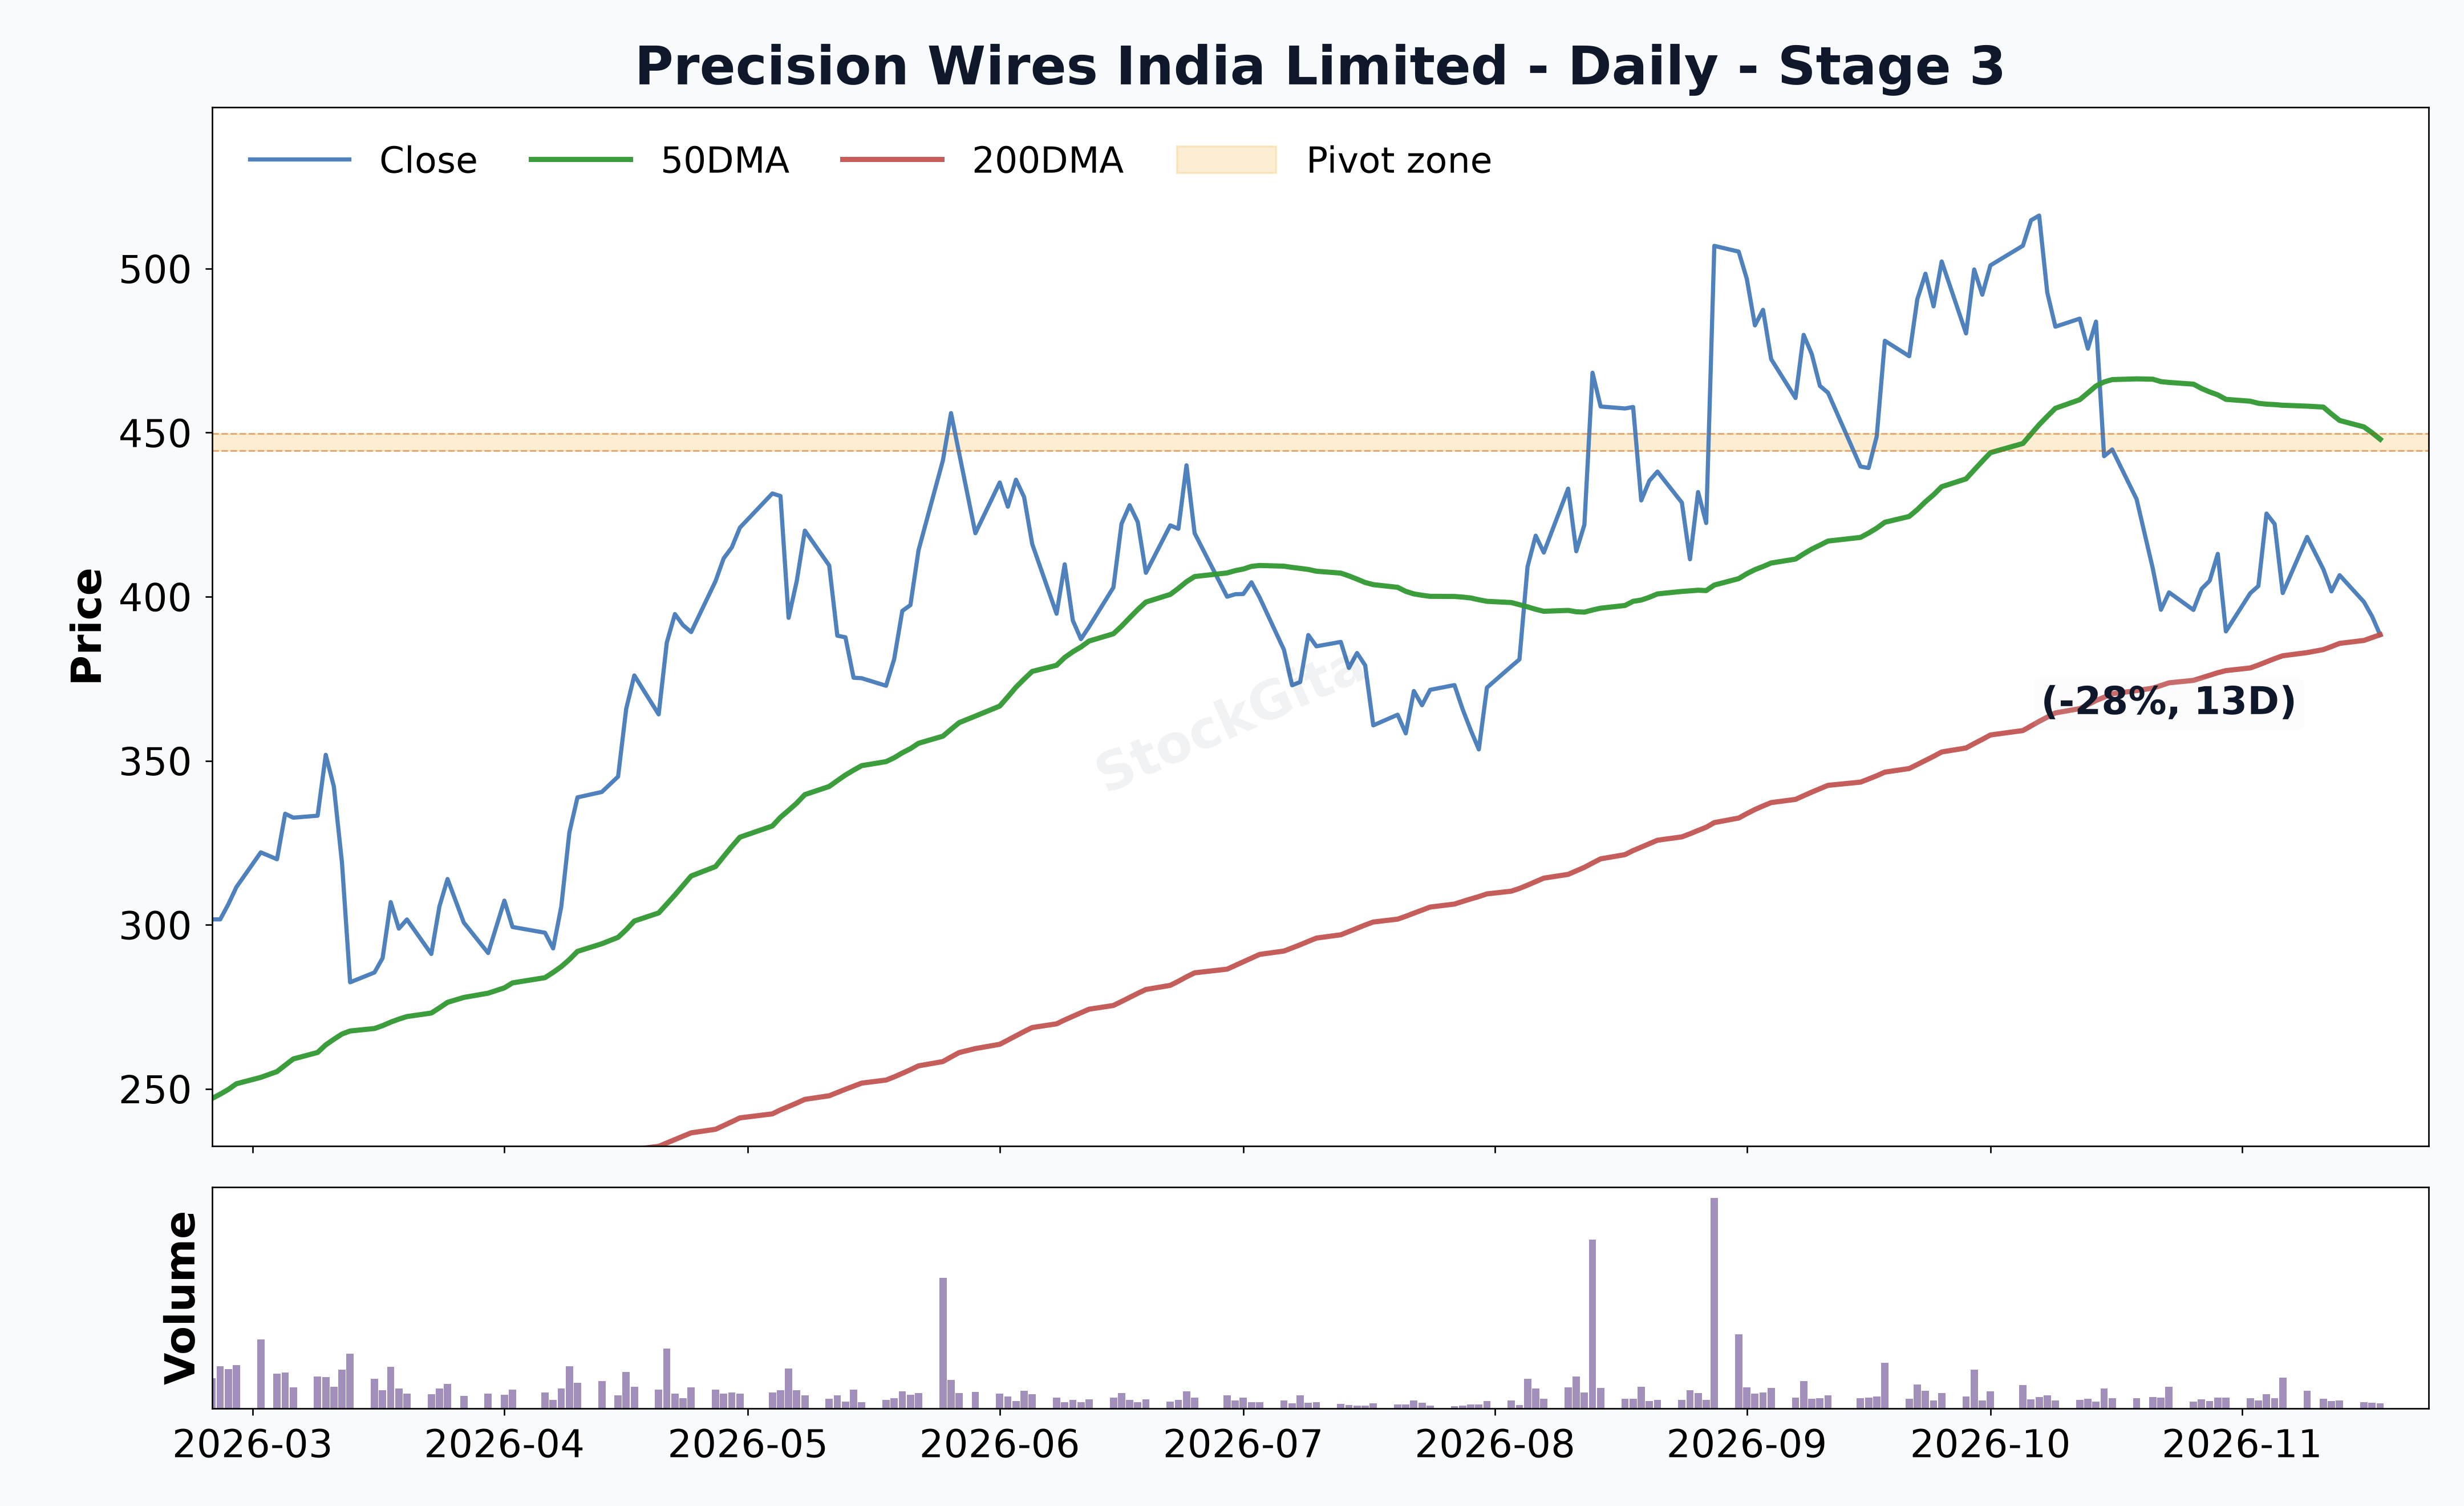 Precision Wires India Limited - Daily - Stage 3
Close 50DMA 200DMA Pivot zone
Price
500
450
400
350
300
250
StockGita
(-28%, 13D)
Volume
2026-03 2026-04 2026-05 2026-06 2026-07 2026-08 2026-09 2026-10 2026-11